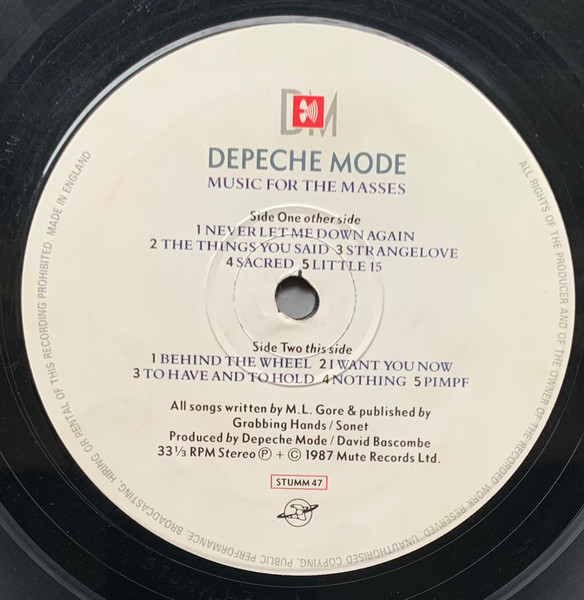 DM
DEPECHE MODE
MUSIC FOR THE MASSES
Side One other side
1 NEVER LET ME DOWN AGAIN
2 THE THINGS YOU SAID 3 STRANGELOVE
4 SACRED 5 LITTLE 15
Side Two this side
1 BEHIND THE WHEEL 2 I WANT YOU NOW
3 TO HAVE AND TO HOLD 4 NOTHING 5 PIMPF
All songs written by M.L. Gore & published by
Grabbing Hands / Sonet
Produced by Depeche Mode / David Bascombe
33⅓ RPM Stereo Ⓟ + © 1987 Mute Records Ltd.
STUMM 47
ALL RIGHTS OF THE PRODUCER AND OF THE OWNER OF THE RECORDED WORK RESERVED. UNAUTHORISED COPYING, PUBLIC PERFORMANCE, BROADCASTING, HIRING OR RENTAL OF THIS RECORDING PROHIBITED. MADE IN ENGLAND